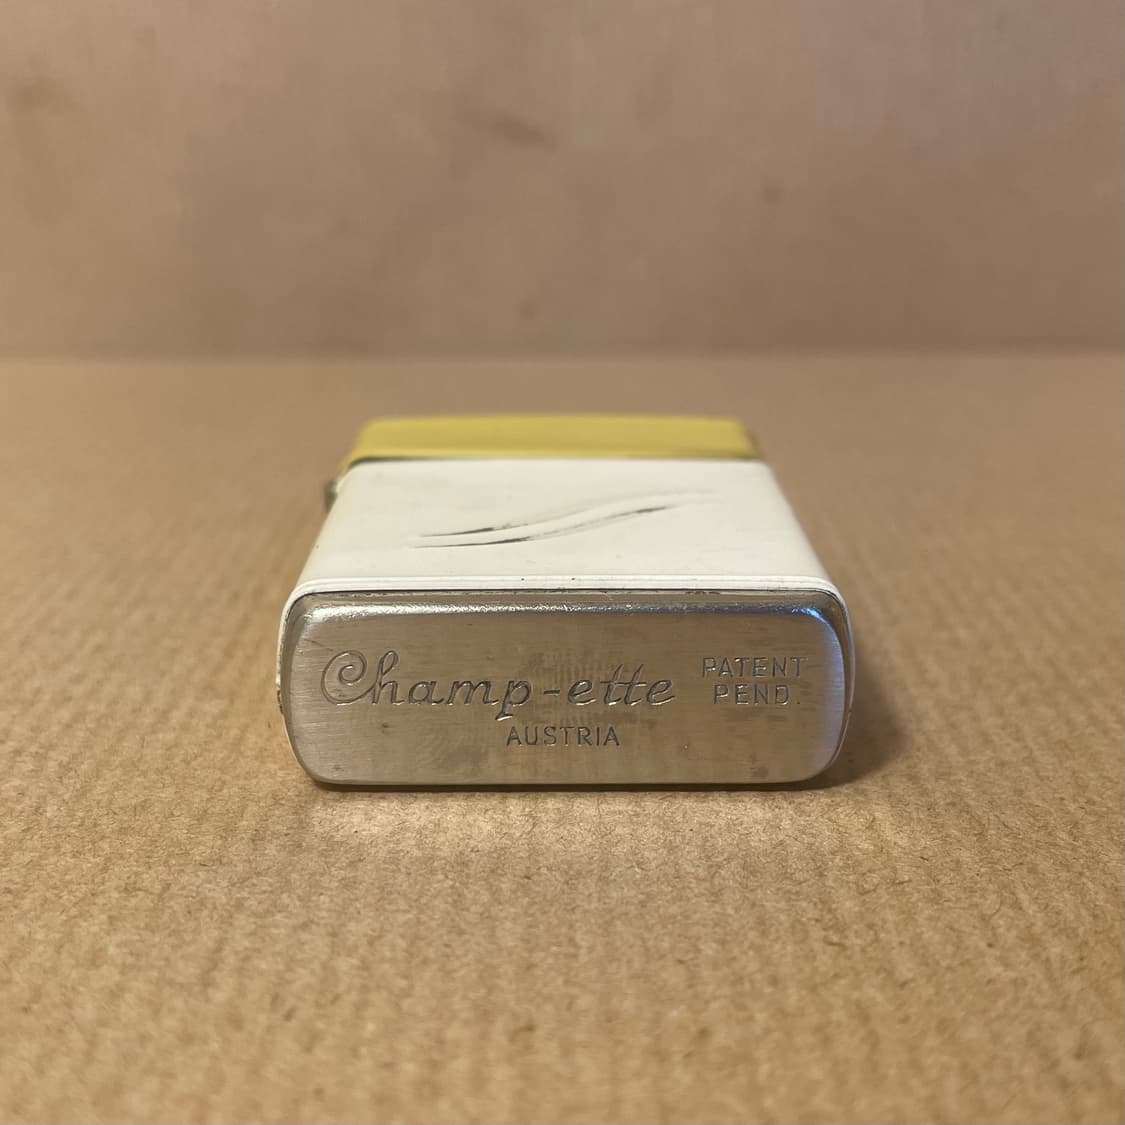 Champ-ette
PATENT
PEND.
AUSTRIA